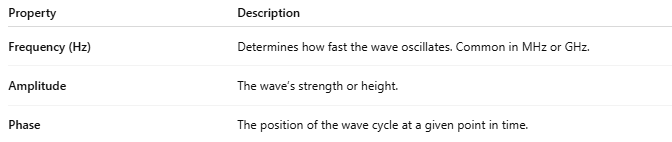 Property Description
Frequency (Hz) Determines how fast the wave oscillates. Common in MHz or GHz.
Amplitude The wave's strength or height.
Phase The position of the wave cycle at a given point in time.